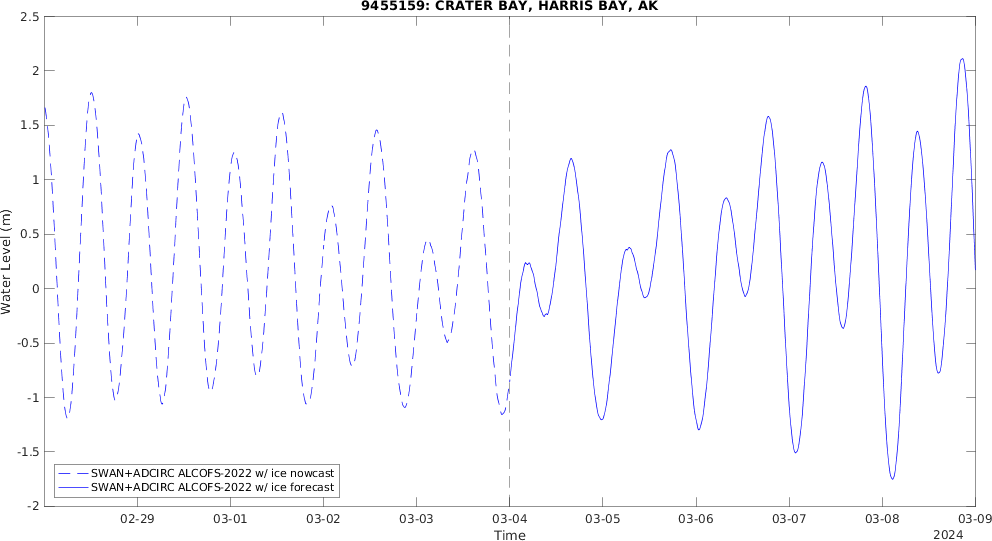 9455159: CRATER BAY, HARRIS BAY, AK
2.5
2
1.5
1
0.5
0
-0.5
-1
-1.5
-2
Water Level (m)
SWAN+ADCIRC ALCOFS-2022 w/ ice nowcast
SWAN+ADCIRC ALCOFS-2022 w/ ice forecast
02-29 03-01 03-02 03-03 03-04 03-05 03-06 03-07 03-08 03-09
Time
2024